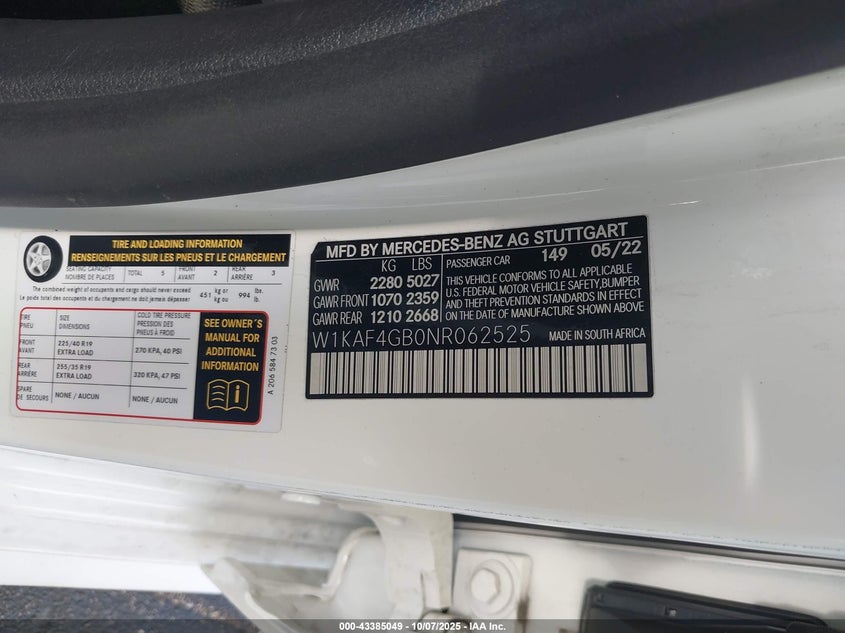 TIRE AND LOADING INFORMATION
RENSEIGNEMENTS SUR LES PNEUS ET LE CHARGEMENT
SEATING CAPACITY TOTAL 5 FRONT 2 REAR 3
NOMBRE DE PLACES AVANT ARRIÈRE
The combined weight of occupants and cargo should never exceed 451 kg or 994 lbs.
Le poids total des occupants et du chargement ne doit jamais dépasser kg ou lb.
TIRE SIZE COLD TIRE PRESSURE
PNEU DIMENSIONS PRESSION DES PNEUS À FROID
FRONT 225/40 R19 270 KPA, 40 PSI
AVANT EXTRA LOAD
REAR 255/35 R19 320 KPA, 47 PSI
ARRIÈRE EXTRA LOAD
SPARE NONE / AUCUN NONE / AUCUN
DE SECOURS
SEE OWNER´S
MANUAL FOR
ADDITIONAL
INFORMATION
A 206 584 73 03
MFD BY MERCEDES-BENZ AG STUTTGART
KG LBS PASSENGER CAR 149 05/22
GVWR 2280 5027
GAWR FRONT 1070 2359
GAWR REAR 1210 2668
THIS VEHICLE CONFORMS TO ALL APPLICABLE
U.S. FEDERAL MOTOR VEHICLE SAFETY,BUMPER
AND THEFT PREVENTION STANDARDS IN EFFECT
ON THE DATE OF MANUFACTURE SHOWN ABOVE
W1KAF4GB0NR062525 MADE IN SOUTH AFRICA
000-43385049 - 10/07/2025 - IAA Inc.